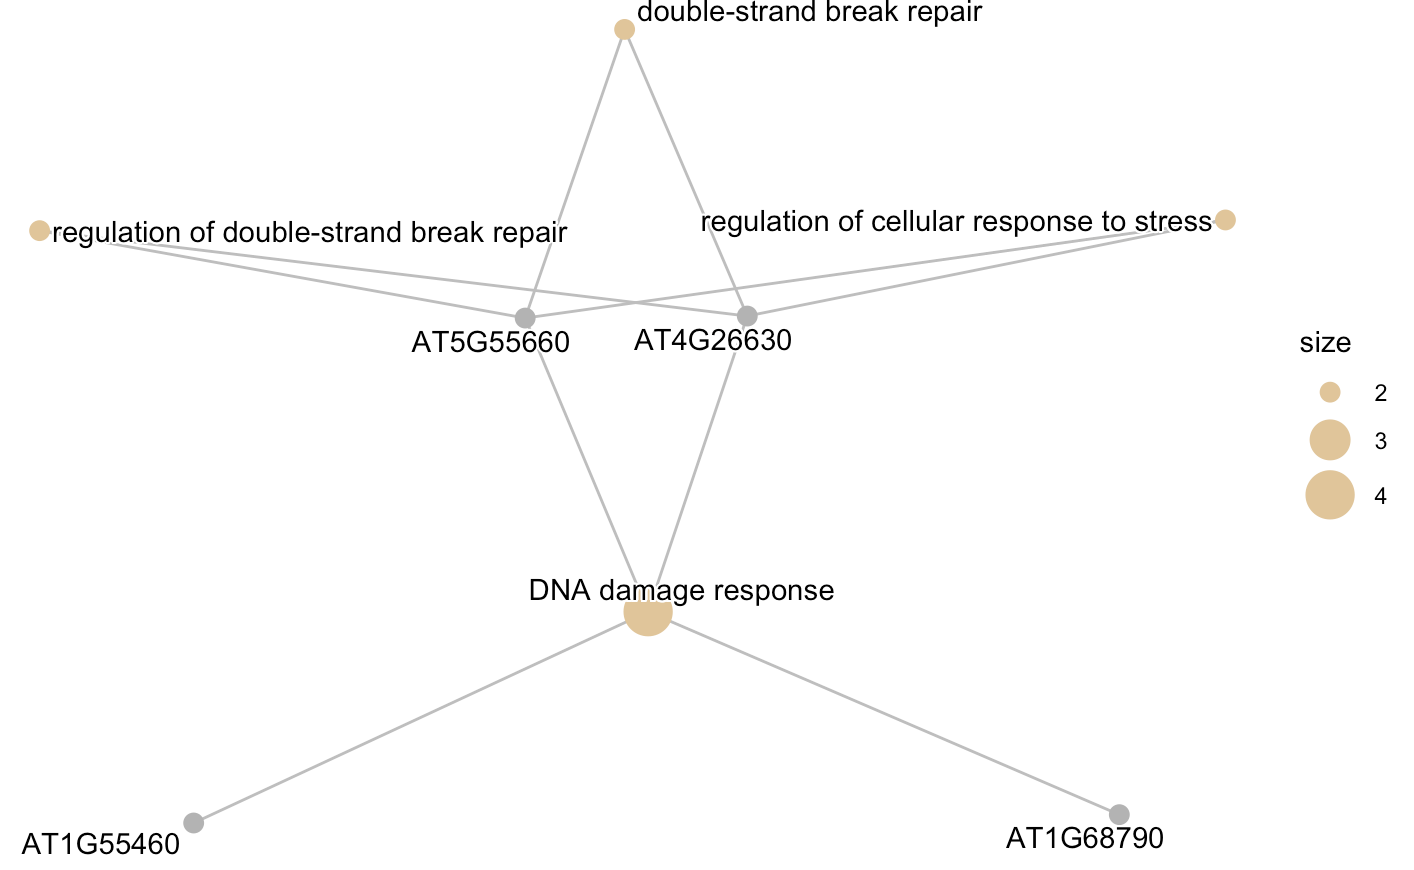 double-strand break repair
regulation of double-strand break repair
regulation of cellular response to stress
AT5G55660
AT4G26630
size
2
3
4
DNA damage response
AT1G55460
AT1G68790